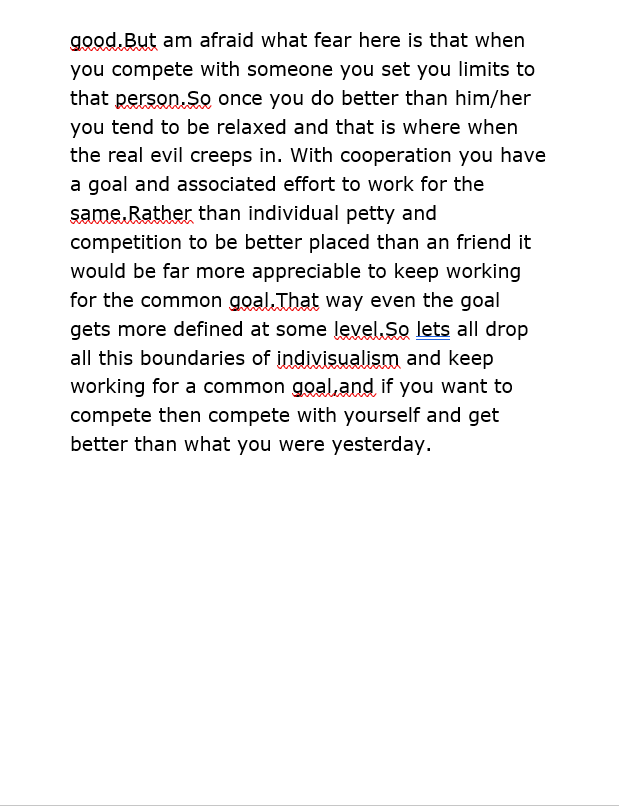 good.But am afraid what fear here is that when
you compete with someone you set you limits to
that person.So once you do better than him/her
you tend to be relaxed and that is where when
the real evil creeps in. With cooperation you have
a goal and associated effort to work for the
same.Rather than individual petty and
competition to be better placed than an friend it
would be far more appreciable to keep working
for the common goal.That way even the goal
gets more defined at some level.So lets all drop
all this boundaries of indivisualism and keep
working for a common goal,and if you want to
compete then compete with yourself and get
better than what you were yesterday.